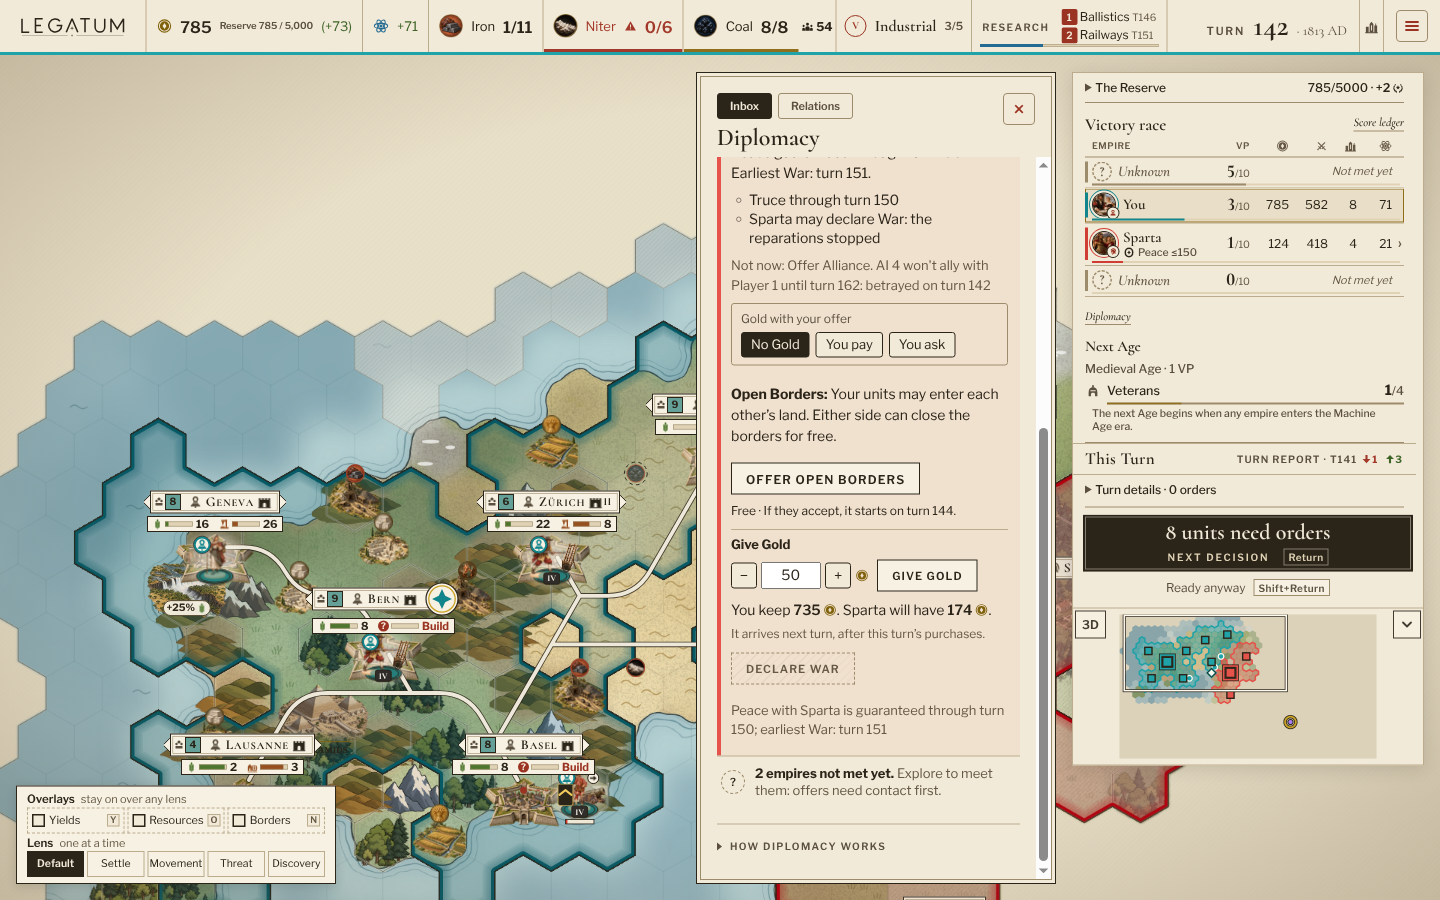 LEGATUM
785 Reserve 785 / 5,000 (+73)
+71
Iron 1/11
Niter 0/6
Coal 8/8
54
V Industrial 3/5
RESEARCH
1 Ballistics T146
2 Railways T151
TURN 142 · 1813 AD
Inbox
Relations
×
Diplomacy
Earliest War: turn 151.
Truce through turn 150
Sparta may declare War: the
reparations stopped
Not now: Offer Alliance. AI 4 won't ally with
Player 1 until turn 162: betrayed on turn 142
Gold with your offer
No Gold
You pay
You ask
Open Borders: Your units may enter each
other's land. Either side can close the
borders for free.
OFFER OPEN BORDERS
Free · If they accept, it starts on turn 144.
Give Gold
− 50 +
GIVE GOLD
You keep 735 . Sparta will have 174 .
It arrives next turn, after this turn's purchases.
DECLARE WAR
Peace with Sparta is guaranteed through turn
150; earliest War: turn 151
? 2 empires not met yet. Explore to meet
them: offers need contact first.
HOW DIPLOMACY WORKS
The Reserve 785/5000 · +2
Victory race Score ledger
EMPIRE VP
? Unknown 5/10 Not met yet
You 3/10 785 582 8 71
Sparta 1/10 124 418 4 21 ›
Peace ≤150
? Unknown 0/10 Not met yet
Diplomacy
Next Age
Medieval Age · 1 VP
Veterans 1/4
The next Age begins when any empire enters the Machine
Age era.
This Turn TURN REPORT · T141 1 3
Turn details · 0 orders
8 units need orders
NEXT DECISION Return
Ready anyway Shift+Return
3D
9
8 GENEVA
16 26
6 ZÜRICH II
22 8
IV
+25%
9 BERN
8 ? Build
IV
4 LAUSANNE
2 3
8 BASEL
8 ? Build
IV
S
Overlays stay on over any lens
Yields Y
Resources O
Borders N
Lens one at a time
Default
Settle
Movement
Threat
Discovery